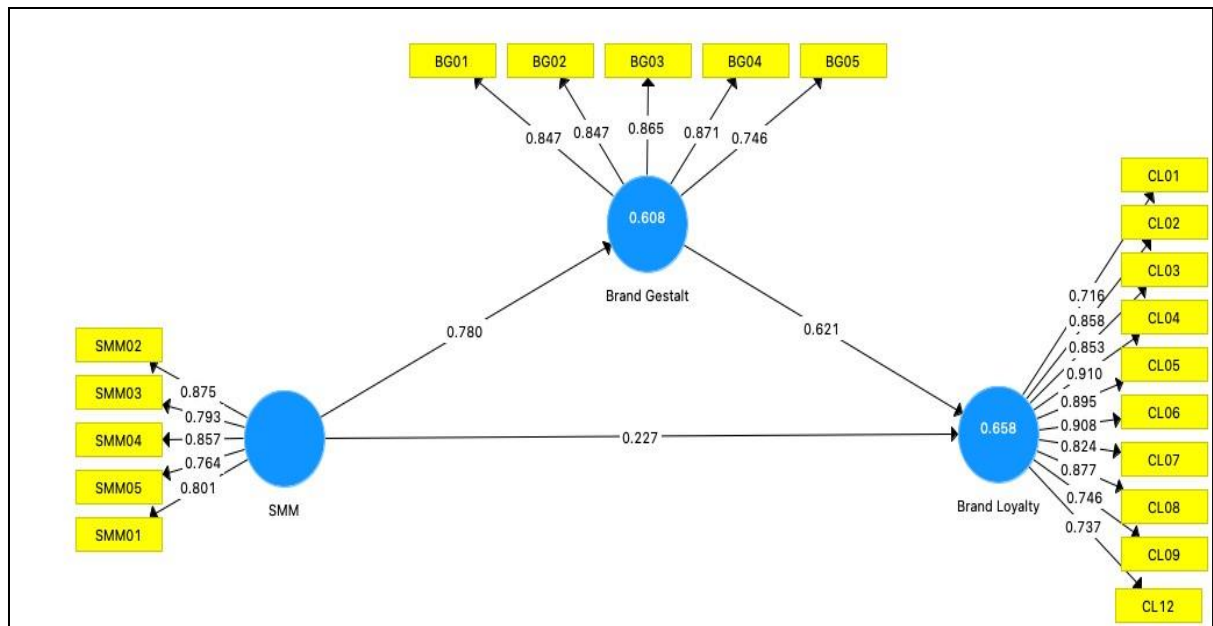 BG01 BG02 BG03 BG04 BG05
0.847 0.847 0.865 0.871 0.746
0.608
Brand Gestalt
0.780
0.621
0.227
SMM02
SMM03
SMM04
SMM05
SMM01
0.875
0.793
0.857
0.764
0.801
SMM
0.658
Brand Loyalty
0.716
0.858
0.853
0.910
0.895
0.908
0.824
0.877
0.746
0.737
CL01
CL02
CL03
CL04
CL05
CL06
CL07
CL08
CL09
CL12